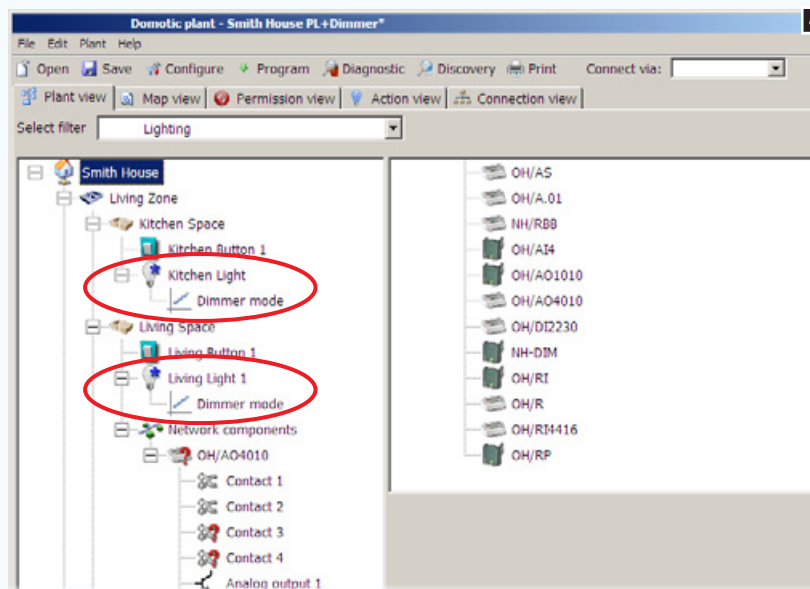 Domotic plant - Smith House PL+Dimmer*
File Edit Plant Help
Open Save Configure Program Diagnostic Discovery Print Connect via:
Plant view Map view Permission view Action view Connection view
Select filter Lighting
Smith House
Living Zone
Kitchen Space
Kitchen Button 1
Kitchen Light
Dimmer mode
Living Space
Living Button 1
Living Light 1
Dimmer mode
Network components
OH/AO4010
Contact 1
Contact 2
Contact 3
Contact 4
Analog output 1
OH/AS
OH/A.01
NH/RBB
OH/AI4
OH/AO1010
OH/AO4010
OH/DI2230
NH-DIM
OH/RI
OH/R
OH/RI4416
OH/RP